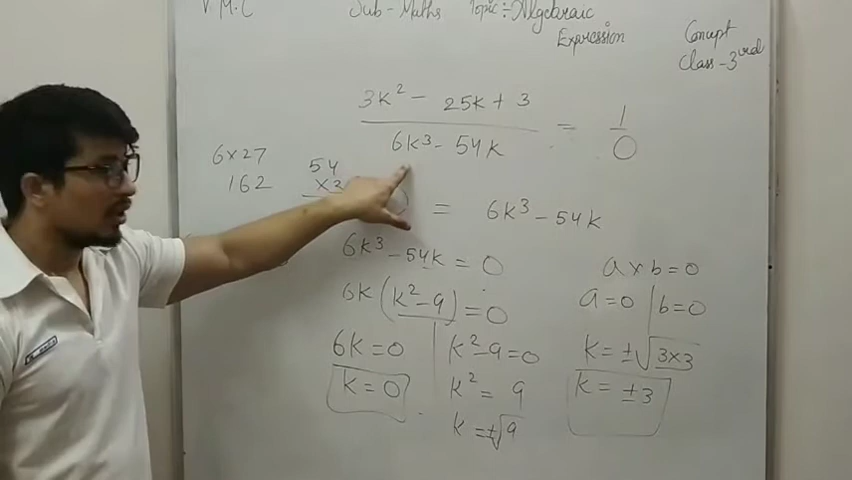 V.M.C Sub - Maths Topic :- Algebraic Expression
Concept
Class - 3rd
3k² - 25k + 3 / 6k³ - 54k = 1/0
6×27
162
54
×3
= 6k³ - 54k
6k³ - 54k = 0
6k(k² - 9) = 0
6k = 0
k = 0
k² - 9 = 0
k² = 9
k = ±√9
a × b = 0
a = 0 | b = 0
k = ±√3×3
k = ±3